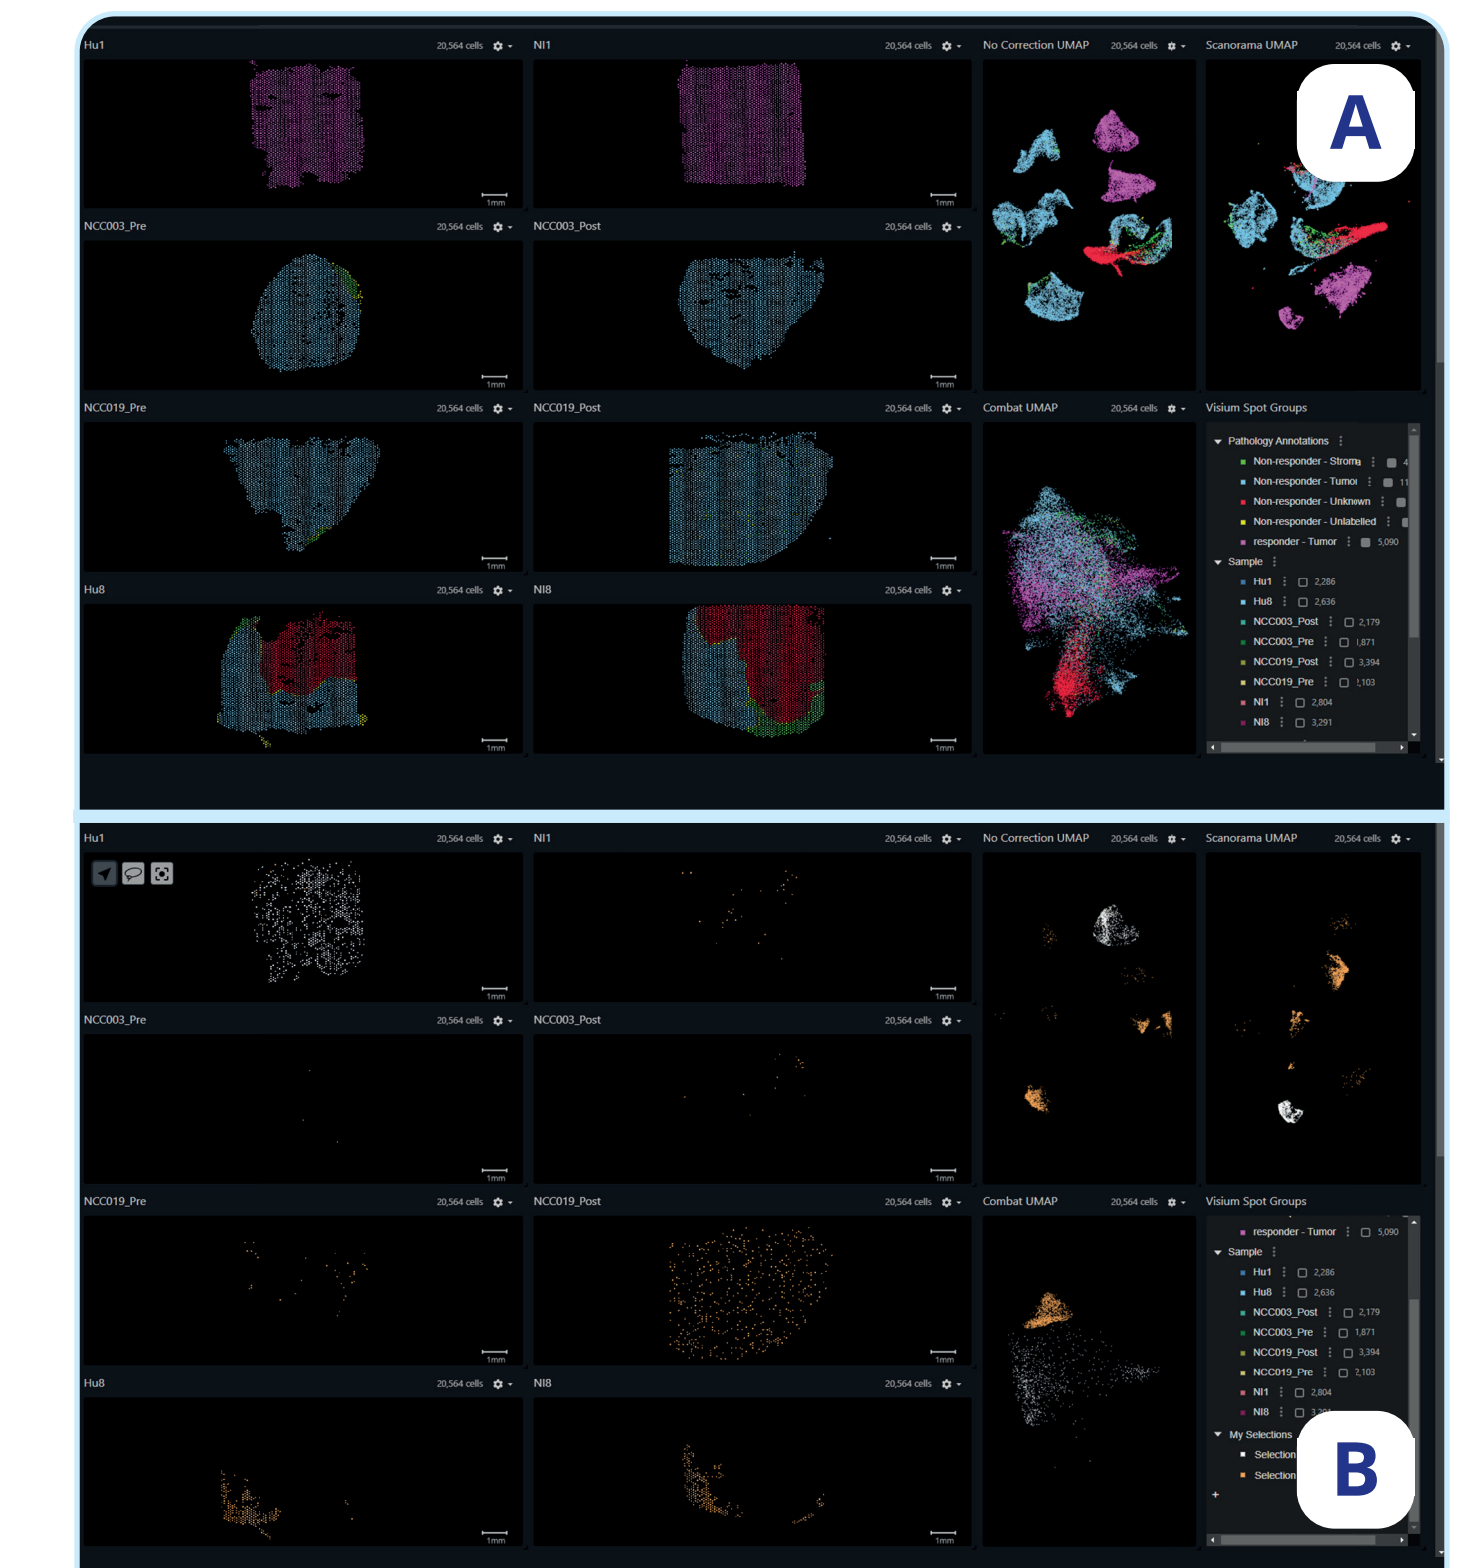 Hu1 20,564 cells NI1 20,564 cells No Correction UMAP 20,564 cells Scanorama UMAP 20,564 cells
A
1mm 1mm
NCC003_Pre 20,564 cells NCC003_Post 20,564 cells
1mm 1mm
NCC019_Pre 20,564 cells NCC019_Post 20,564 cells Combat UMAP 20,564 cells Visium Spot Groups
1mm 1mm
Hu8 20,564 cells NI8 20,564 cells
1mm 1mm
Pathology Annotations
Non-responder - Stroma 4
Non-responder - Tumor 11
Non-responder - Unknown
Non-responder - Unlabelled
responder - Tumor 5,090
Sample
Hu1 2,286
Hu8 2,636
NCC003_Post 2,179
NCC003_Pre 1,871
NCC019_Post 3,394
NCC019_Pre 2,103
NI1 2,804
NI8 3,291
Hu1 20,564 cells NI1 20,564 cells No Correction UMAP 20,564 cells Scanorama UMAP 20,564 cells
1mm 1mm
NCC003_Pre 20,564 cells NCC003_Post 20,564 cells
1mm 1mm
NCC019_Pre 20,564 cells NCC019_Post 20,564 cells Combat UMAP 20,564 cells Visium Spot Groups
1mm 1mm
Hu8 20,564 cells NI8 20,564 cells
1mm 1mm
responder - Tumor 5,090
Sample
Hu1 2,286
Hu8 2,636
NCC003_Post 2,179
NCC003_Pre 1,871
NCC019_Post 3,394
NCC019_Pre 2,103
NI1 2,804
NI8
My Selections
Selection
Selection
+
B